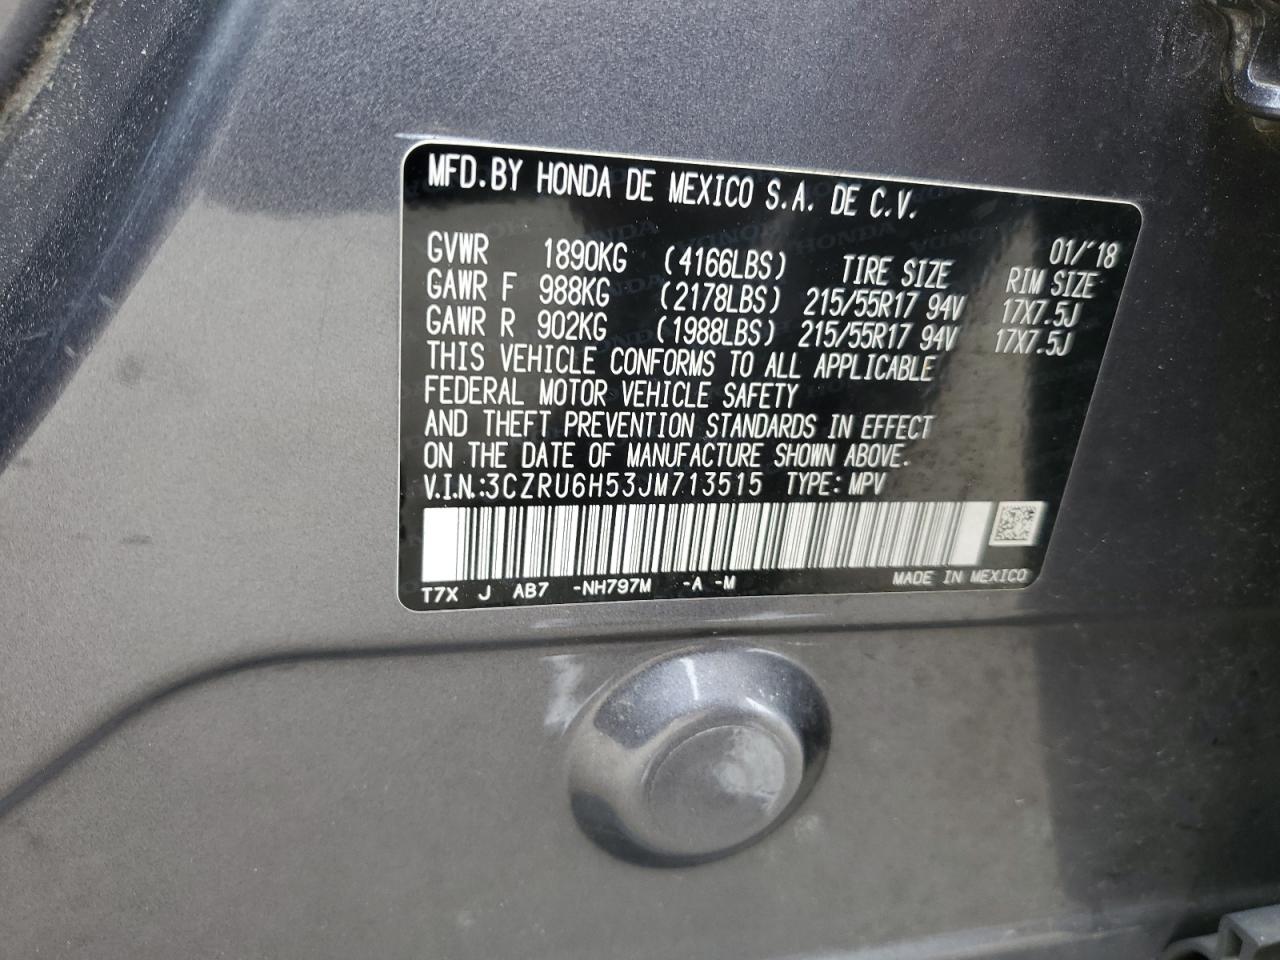 MFD.BY HONDA DE MEXICO S.A. DE C.V.
01/'18
GVWR 1890KG (4166LBS) TIRE SIZE RIM SIZE
GAWR F 988KG (2178LBS) 215/55R17 94V 17X7.5J
GAWR R 902KG (1988LBS) 215/55R17 94V 17X7.5J
THIS VEHICLE CONFORMS TO ALL APPLICABLE
FEDERAL MOTOR VEHICLE SAFETY
AND THEFT PREVENTION STANDARDS IN EFFECT
ON THE DATE OF MANUFACTURE SHOWN ABOVE.
V.I.N.:3CZRU6H53JM713515 TYPE: MPV
T7X J AB7 -NH797M -A -M MADE IN MEXICO